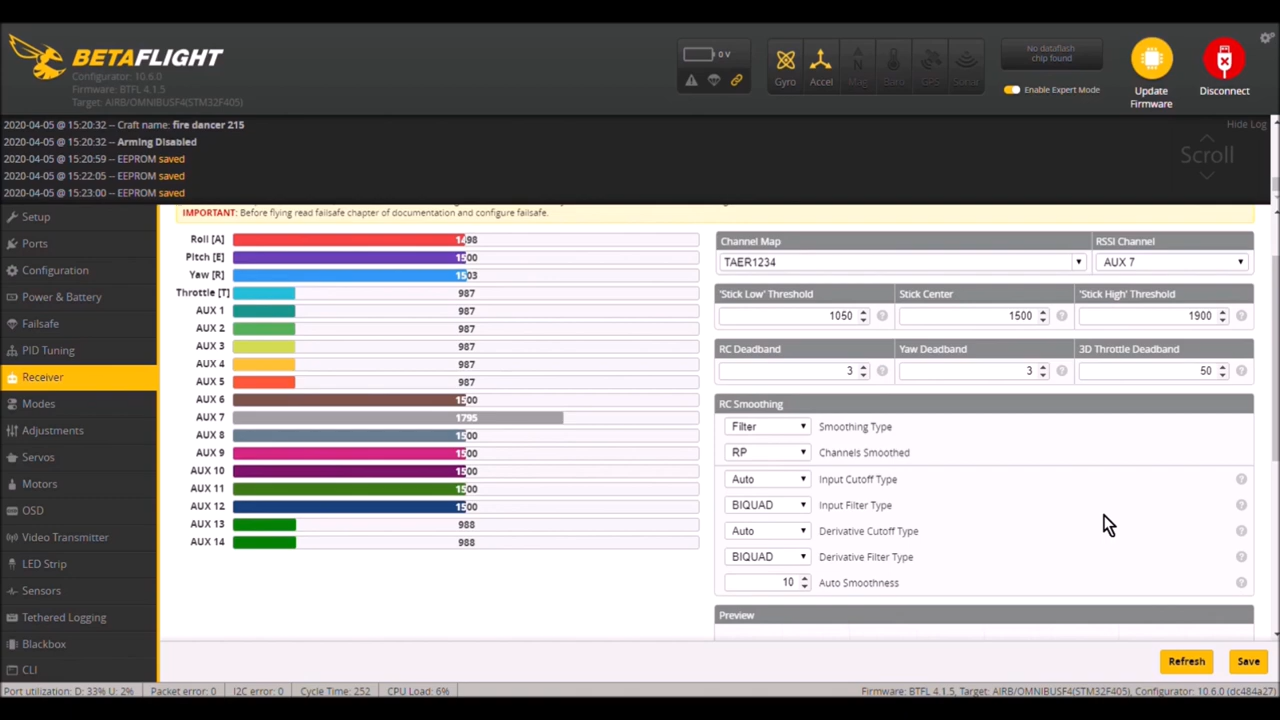 BETAFLIGHT
Configurator: 10.6.0
Firmware: BTFL 4.1.5
Target: AIRB/OMNIBUSF4(STM32F405)
0 V
Gyro
Accel
Mag
Baro
GPS
Sonar
No dataflash
chip found
Enable Expert Mode
Update
Firmware
Disconnect
2020-04-05 @ 15:20:32 -- Craft name: fire dancer 215
2020-04-05 @ 15:20:32 -- Arming Disabled
2020-04-05 @ 15:20:59 -- EEPROM saved
2020-04-05 @ 15:22:05 -- EEPROM saved
2020-04-05 @ 15:23:00 -- EEPROM saved
Hide Log
Scroll
Setup
Ports
Configuration
Power & Battery
Failsafe
PID Tuning
Receiver
Modes
Adjustments
Servos
Motors
OSD
Video Transmitter
LED Strip
Sensors
Tethered Logging
Blackbox
CLI
IMPORTANT: Before flying read failsafe chapter of documentation and configure failsafe.
Roll [A] 1498
Pitch [E] 1500
Yaw [R] 1503
Throttle [T] 987
AUX 1 987
AUX 2 987
AUX 3 987
AUX 4 987
AUX 5 987
AUX 6 1500
AUX 7 1795
AUX 8 1500
AUX 9 1500
AUX 10 1500
AUX 11 1500
AUX 12 1500
AUX 13 988
AUX 14 988
Channel Map
RSSI Channel
TAER1234
AUX 7
'Stick Low' Threshold
Stick Center
'Stick High' Threshold
1050
1500
1900
RC Deadband
Yaw Deadband
3D Throttle Deadband
3
3
50
RC Smoothing
Filter Smoothing Type
RP Channels Smoothed
Auto Input Cutoff Type
BIQUAD Input Filter Type
Auto Derivative Cutoff Type
BIQUAD Derivative Filter Type
10 Auto Smoothness
Preview
Refresh
Save
Port utilization: D: 33% U: 2%
Packet error: 0
I2C error: 0
Cycle Time: 252
CPU Load: 6%
Firmware: BTFL 4.1.5, Target: AIRB/OMNIBUSF4(STM32F405), Configurator: 10.6.0 (dc484a27)